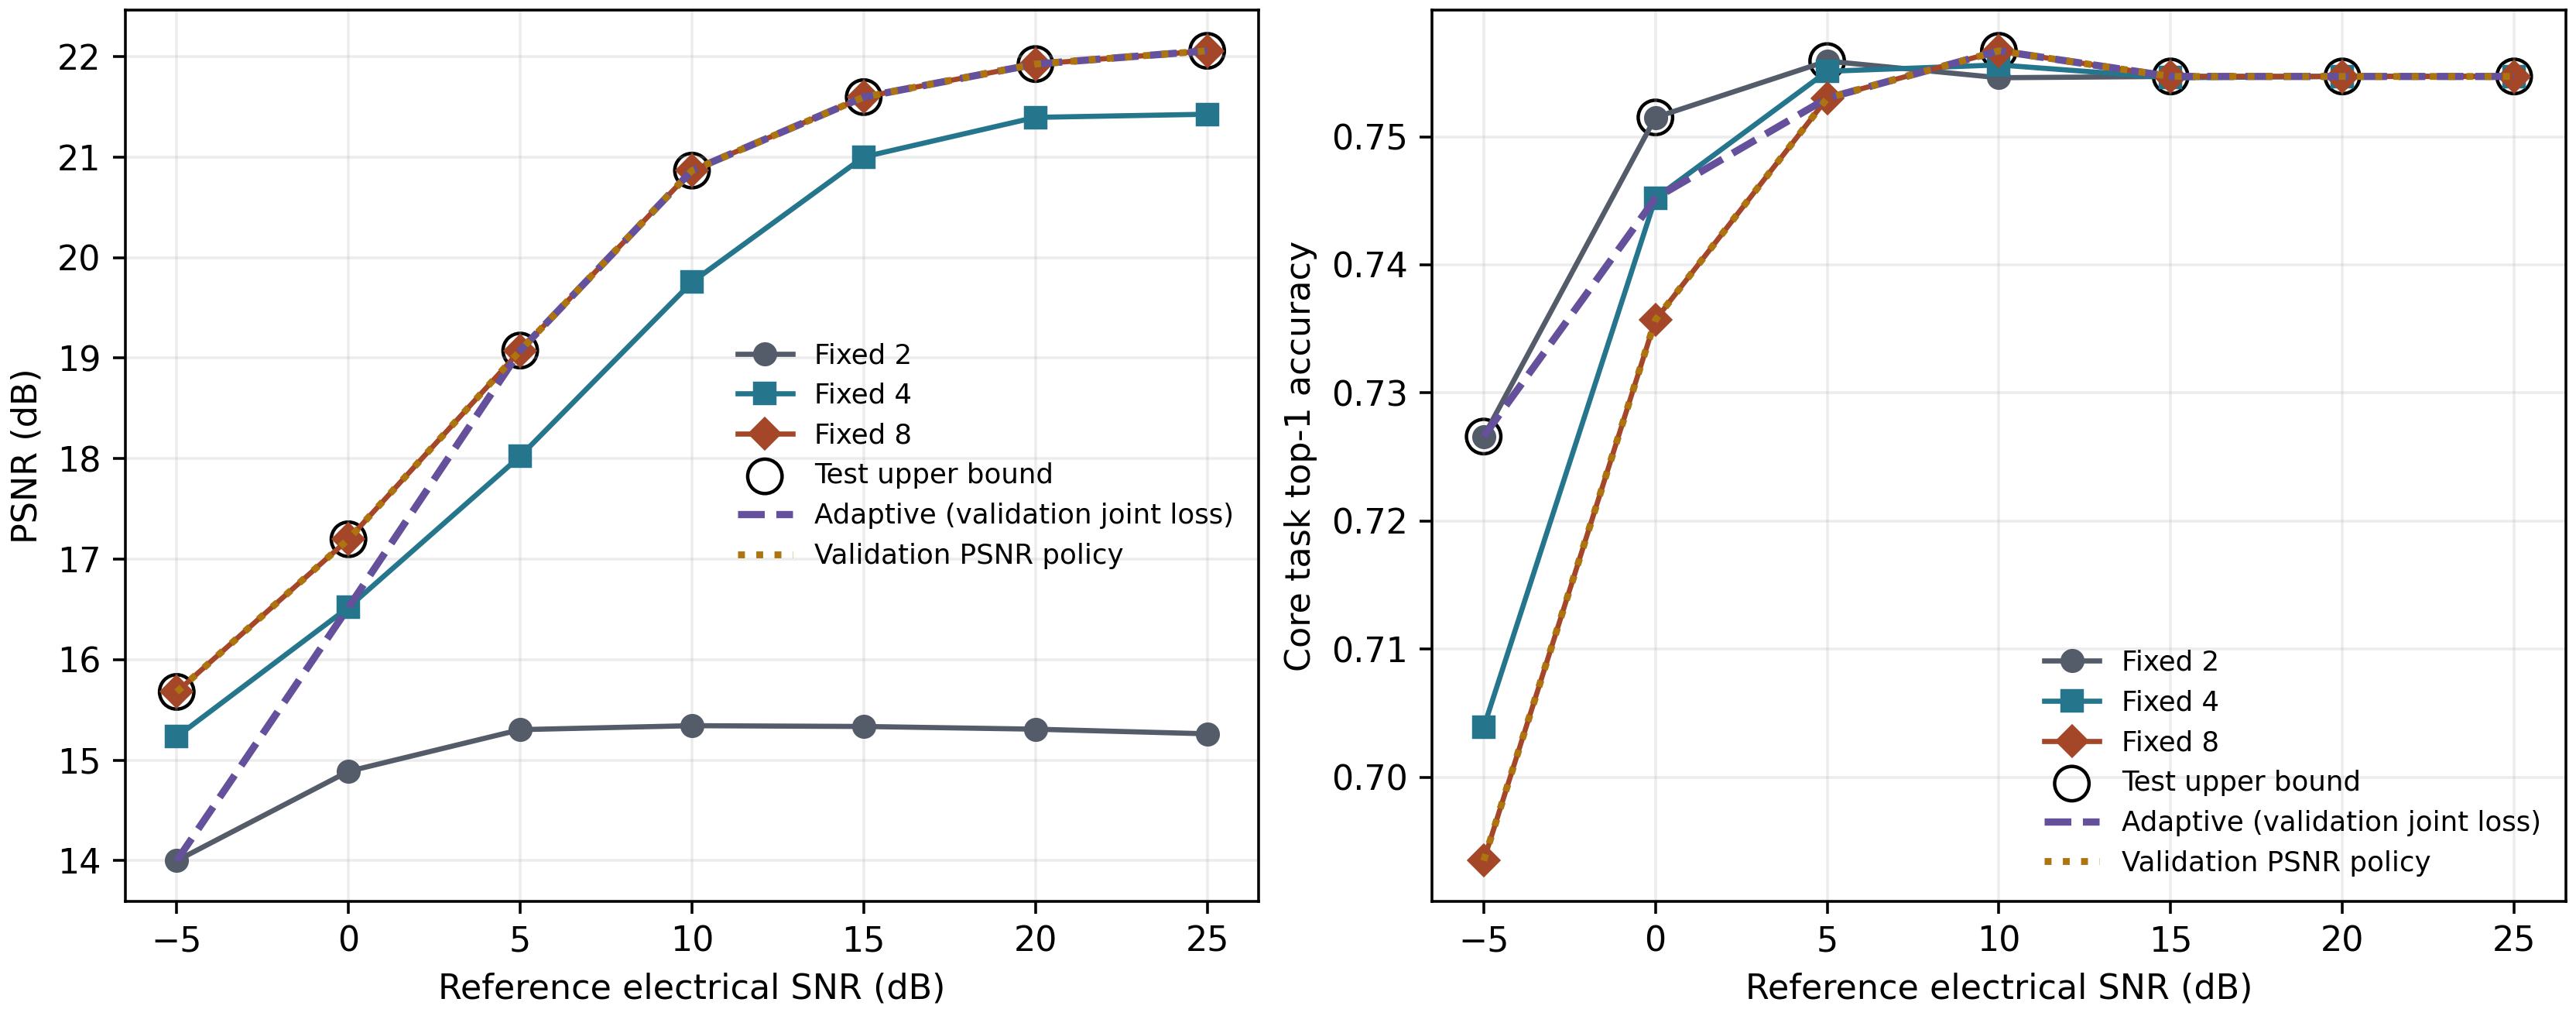 PSNR (dB)
22
21
20
19
18
17
16
15
14
−5 0 5 10 15 20 25
Reference electrical SNR (dB)
Fixed 2
Fixed 4
Fixed 8
Test upper bound
Adaptive (validation joint loss)
Validation PSNR policy
Core task top-1 accuracy
0.75
0.74
0.73
0.72
0.71
0.70
−5 0 5 10 15 20 25
Reference electrical SNR (dB)
Fixed 2
Fixed 4
Fixed 8
Test upper bound
Adaptive (validation joint loss)
Validation PSNR policy